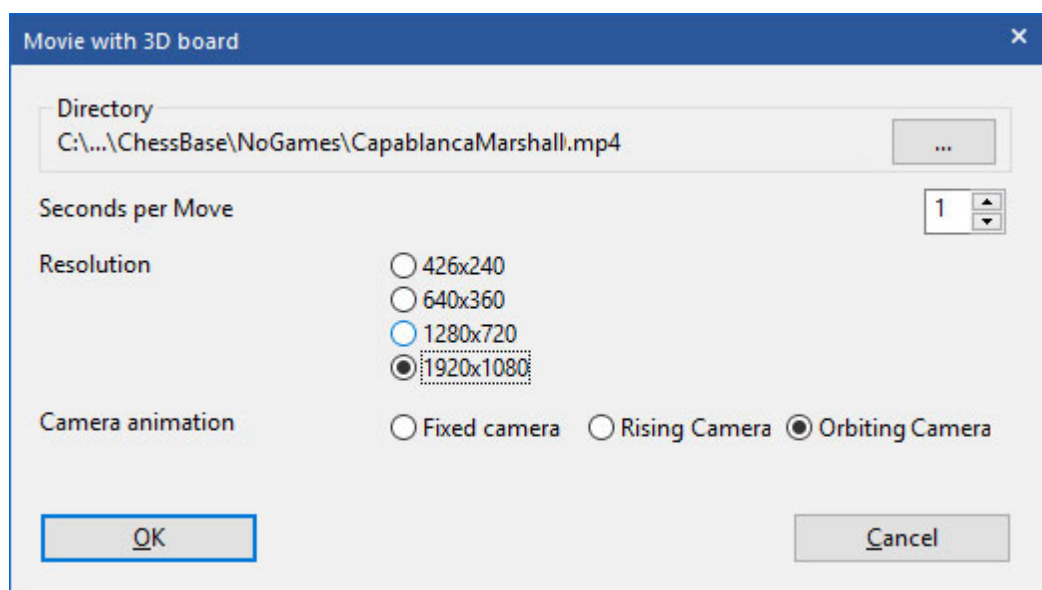 Movie with 3D board
Directory
C:\...\ChessBase\NoGames\CapablancaMarshall\.mp4
...
Seconds per Move 1
Resolution 426x240
640x360
1280x720
1920x1080
Camera animation Fixed camera Rising Camera Orbiting Camera
OK Cancel